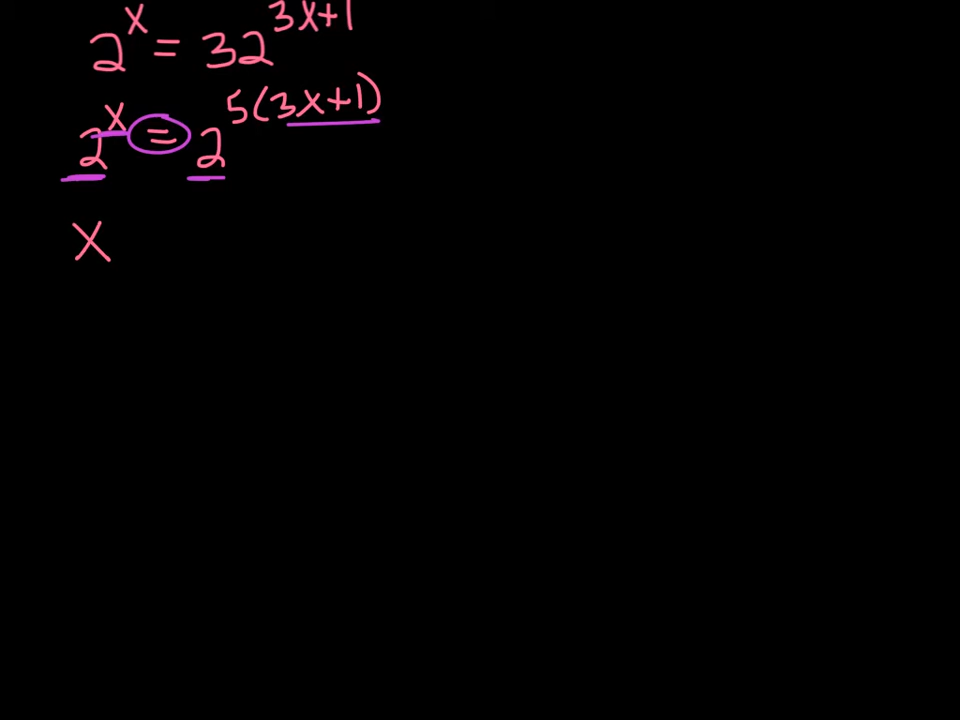 2^x = 32^{3x+1}
2^x = 2^{5(3x+1)}
x